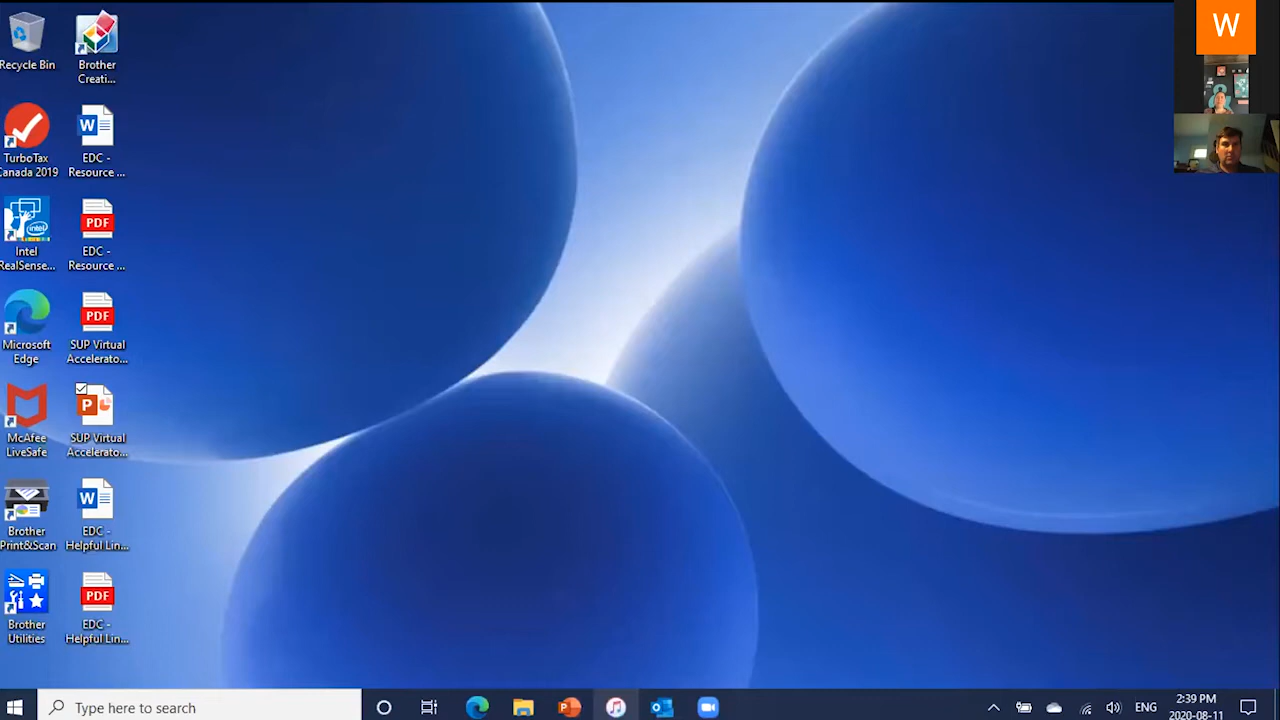 W
Recycle Bin
Brother
Creati...
TurboTax
Canada 2019
W
EDC -
Resource ...
intel
Intel
RealSense...
PDF
EDC -
Resource ...
Microsoft
Edge
PDF
SUP Virtual
Accelerato...
McAfee
LiveSafe
P
SUP Virtual
Accelerato...
Brother
Print&Scan
W
EDC -
Helpful Lin...
Brother
Utilities
PDF
EDC -
Helpful Lin...
Type here to search
ENG
2:39 PM
2020-08-11